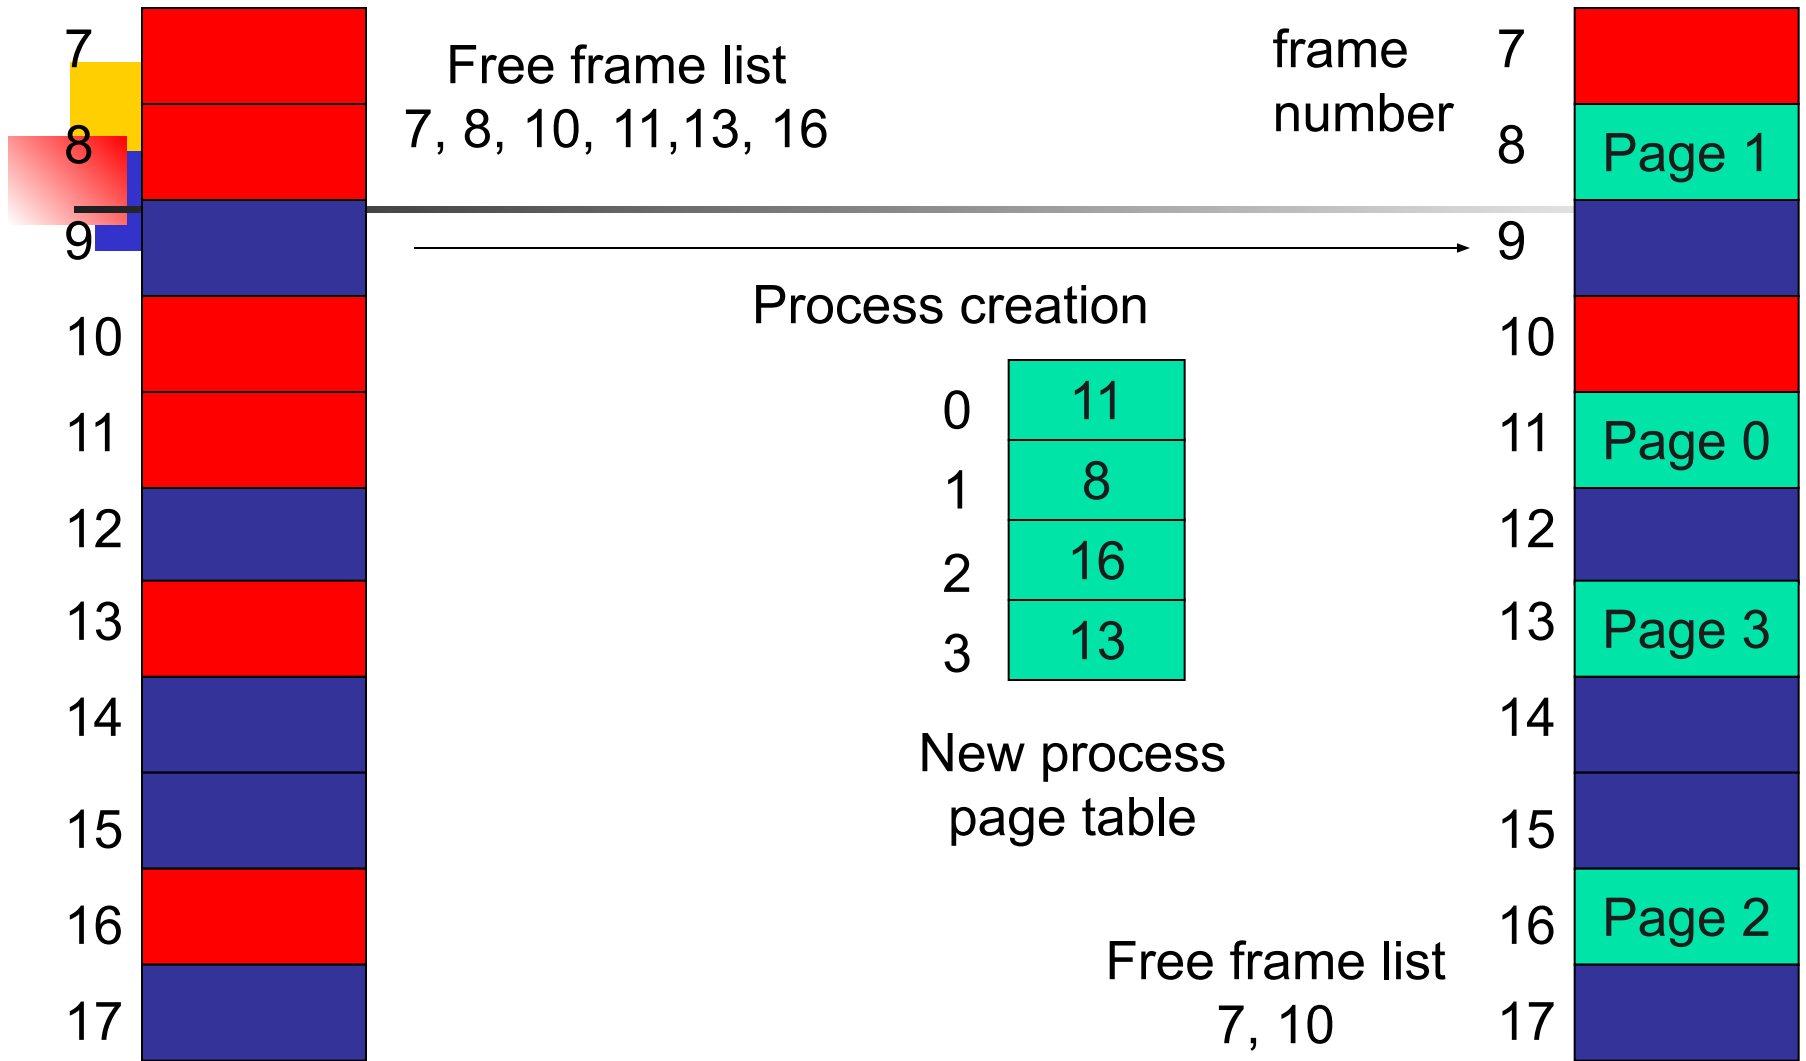 7
8
9
10
11
12
13
14
15
16
17
Free frame list
7, 8, 10, 11,13, 16
Process creation
0 11
1 8
2 16
3 13
New process
page table
Free frame list
7, 10
frame
number
7
8 Page 1
9
10
11 Page 0
12
13 Page 3
14
15
16 Page 2
17